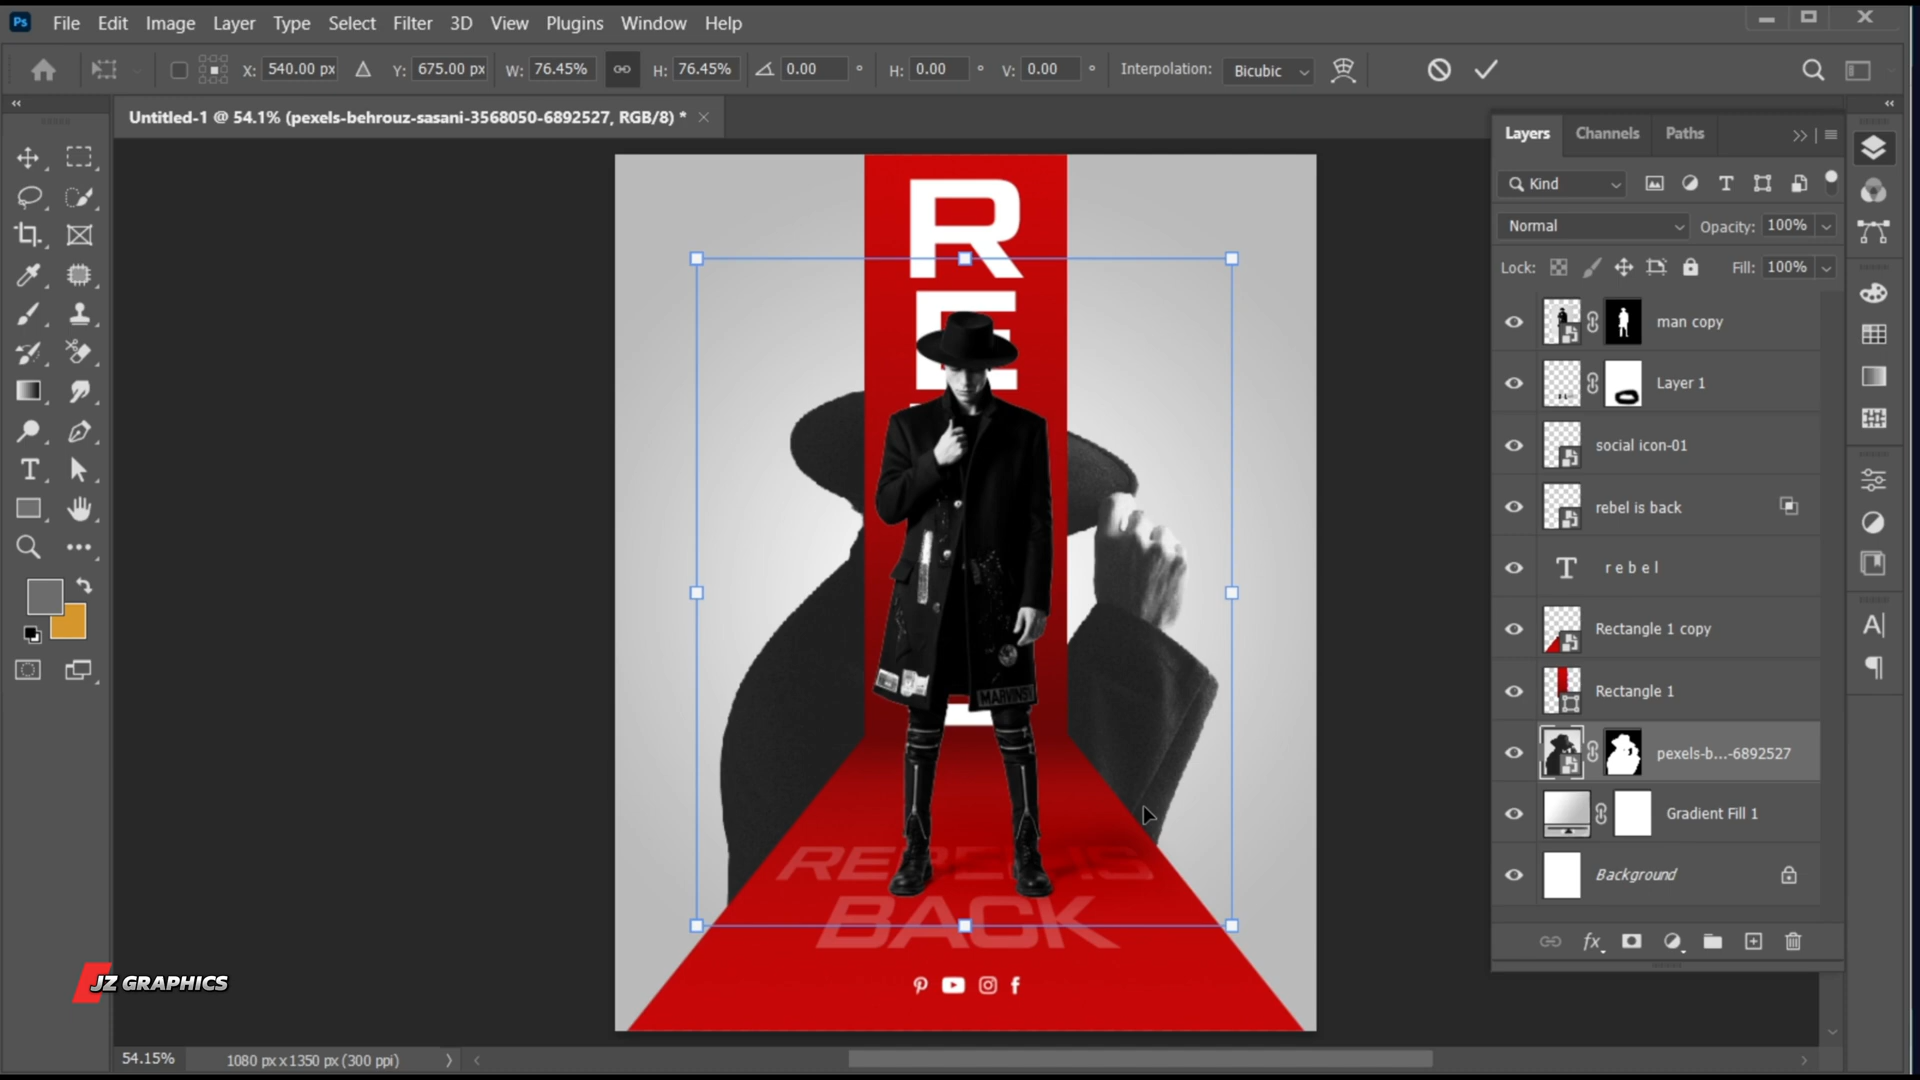 Ps File Edit Image Layer Type Select Filter 3D View Plugins Window Help
X: 540.00 px Y: 675.00 px W: 76.45% H: 76.45% 0.00 ° H: 0.00 ° V: 0.00 ° Interpolation: Bicubic
Untitled-1 @ 54.1% (pexels-behrouz-sasani-3568050-6892527, RGB/8) *
Layers Channels Paths
Kind
Normal Opacity: 100%
Lock: Fill: 100%
man copy
Layer 1
social icon-01
rebel is back
r e b e l
Rectangle 1 copy
Rectangle 1
pexels-b...-6892527
Gradient Fill 1
Background
fx
R
E
MARVINS
REBEL IS
BACK
JZ GRAPHICS
54.15% 1080 px x 1350 px (300 ppi)